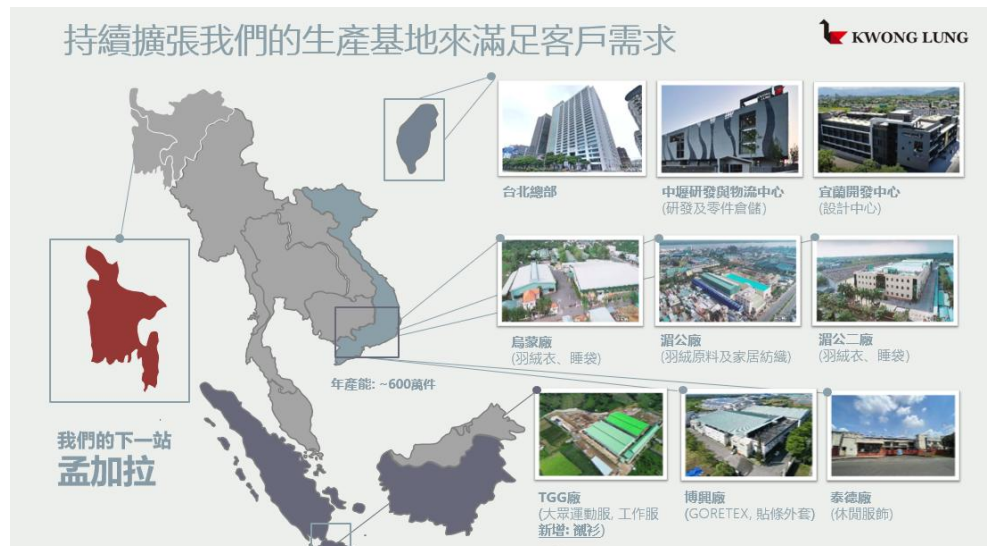 持續擴張我們的生產基地來滿足客戶需求
KWONG LUNG
台北總部
中壢研發與物流中心
(研發及零件倉儲)
宜蘭開發中心
(設計中心)
烏蒙廠
(羽絨衣、睡袋)
湄公廠
(羽絨原料及家居紡織)
湄公二廠
(羽絨衣、睡袋)
年產能: ~600萬件
我們的下一站
孟加拉
TGG廠
(大眾運動服, 工作服
新增: 襯衫)
博興廠
(GORETEX, 貼條外套)
泰德廠
(休閒服飾)